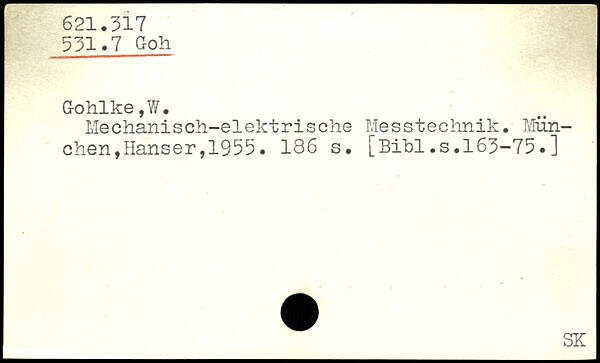 621.317
531.7 Goh
Gohlke,W.
Mechanisch-elektrische Messtechnik. Mün-
chen,Hanser,1955. 186 s. [Bibl.s.163-75.]
SK